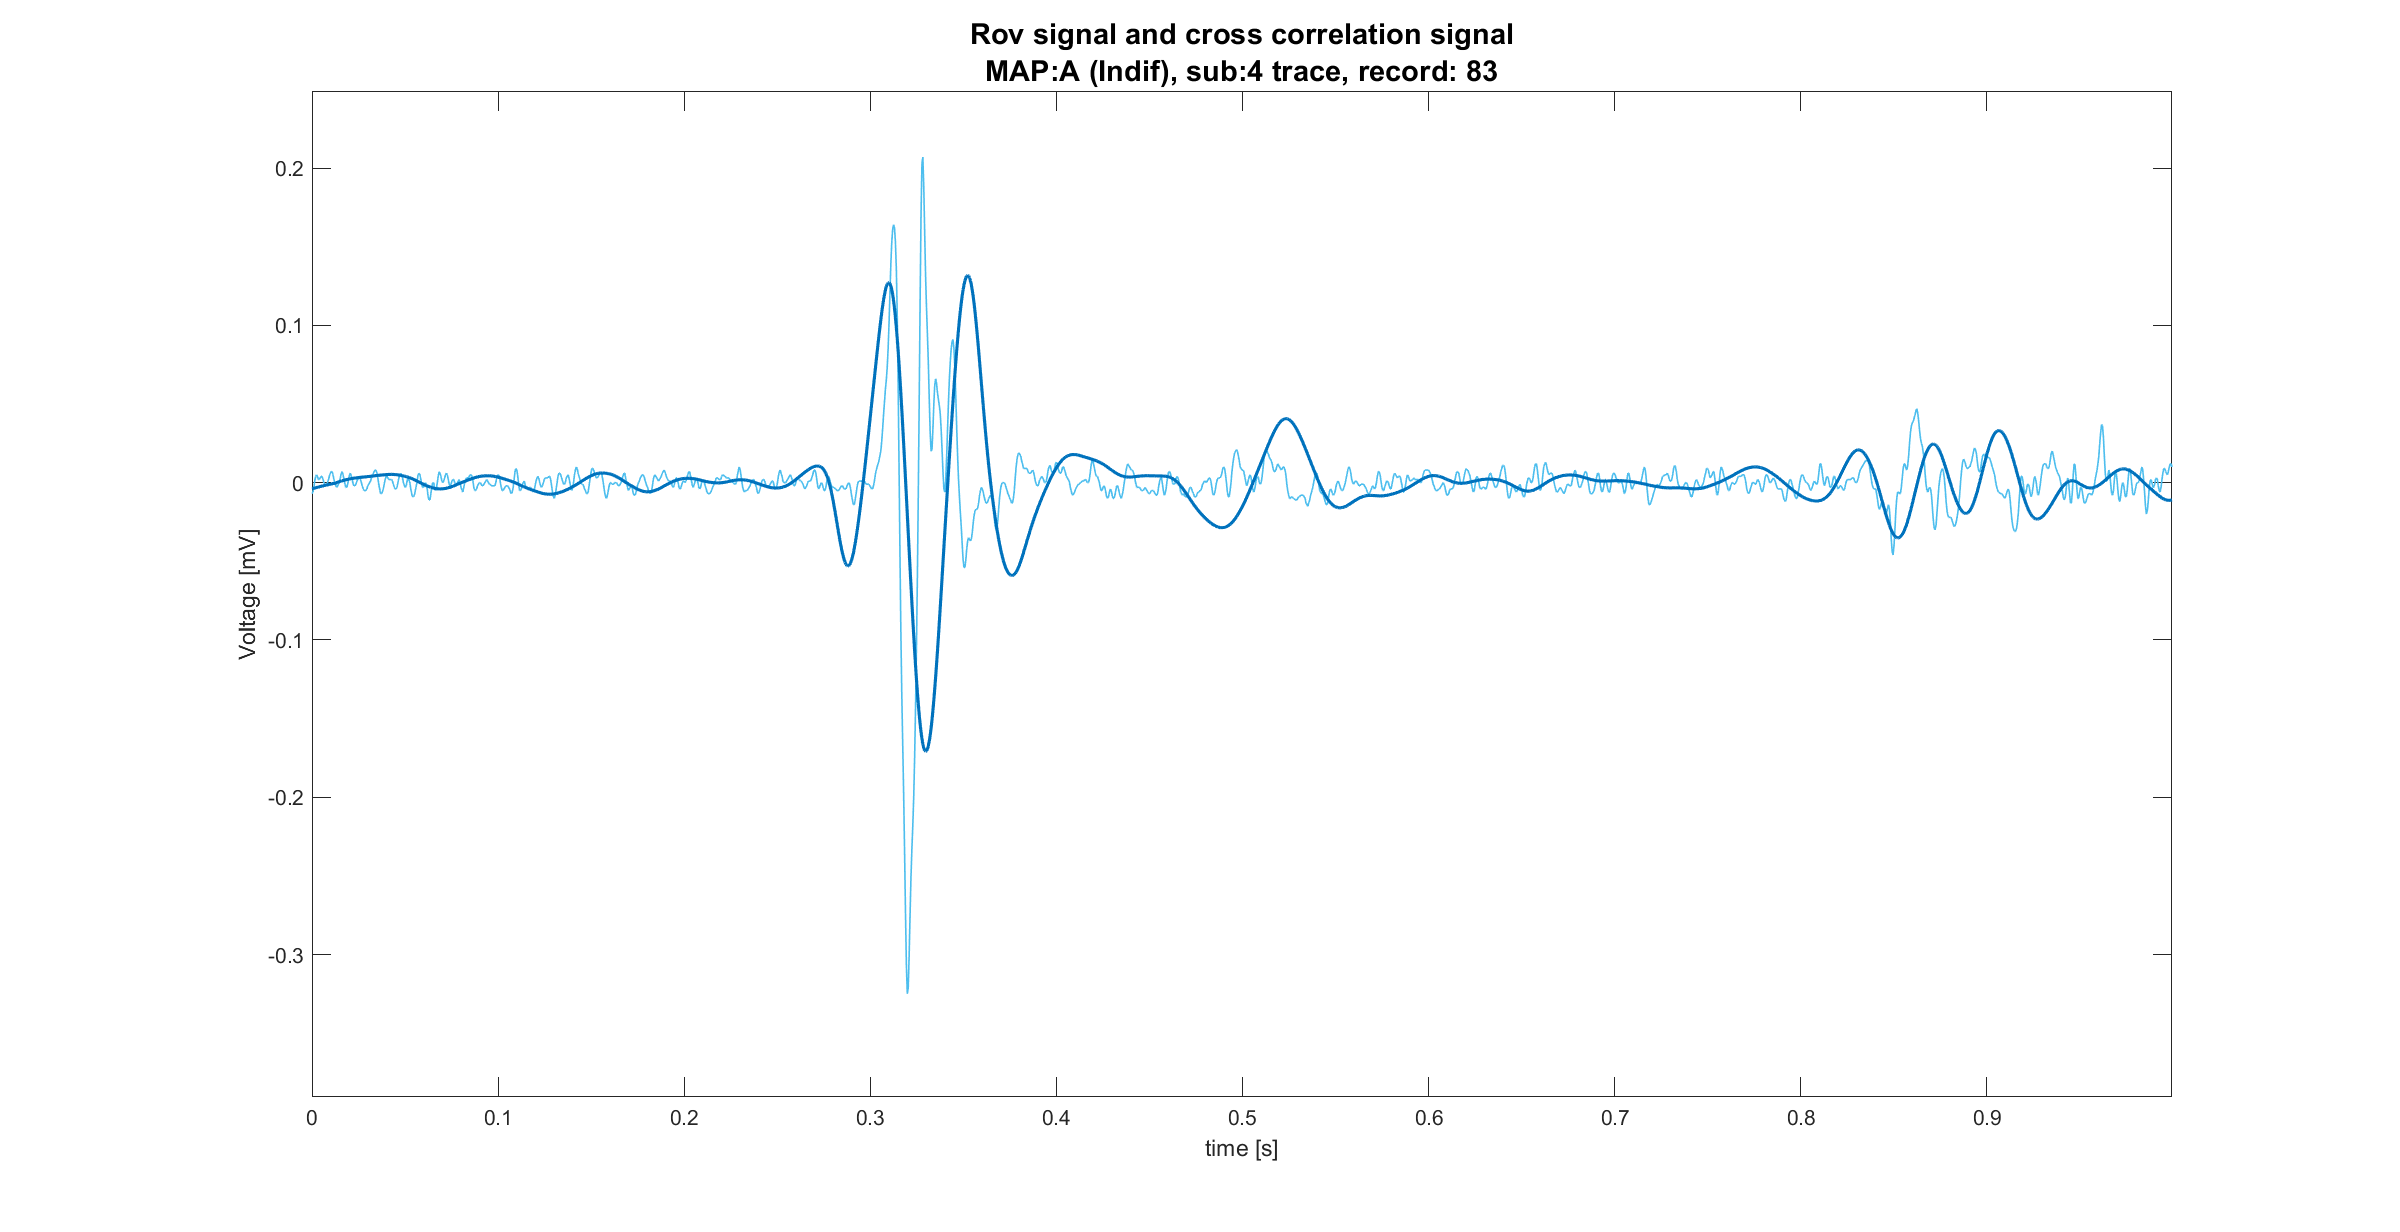 Rov signal and cross correlation signal
MAP:A (Indif), sub:4 trace, record: 83
0.2
0.1
0
-0.1
-0.2
-0.3
Voltage [mV]
0 0.1 0.2 0.3 0.4 0.5 0.6 0.7 0.8 0.9
time [s]